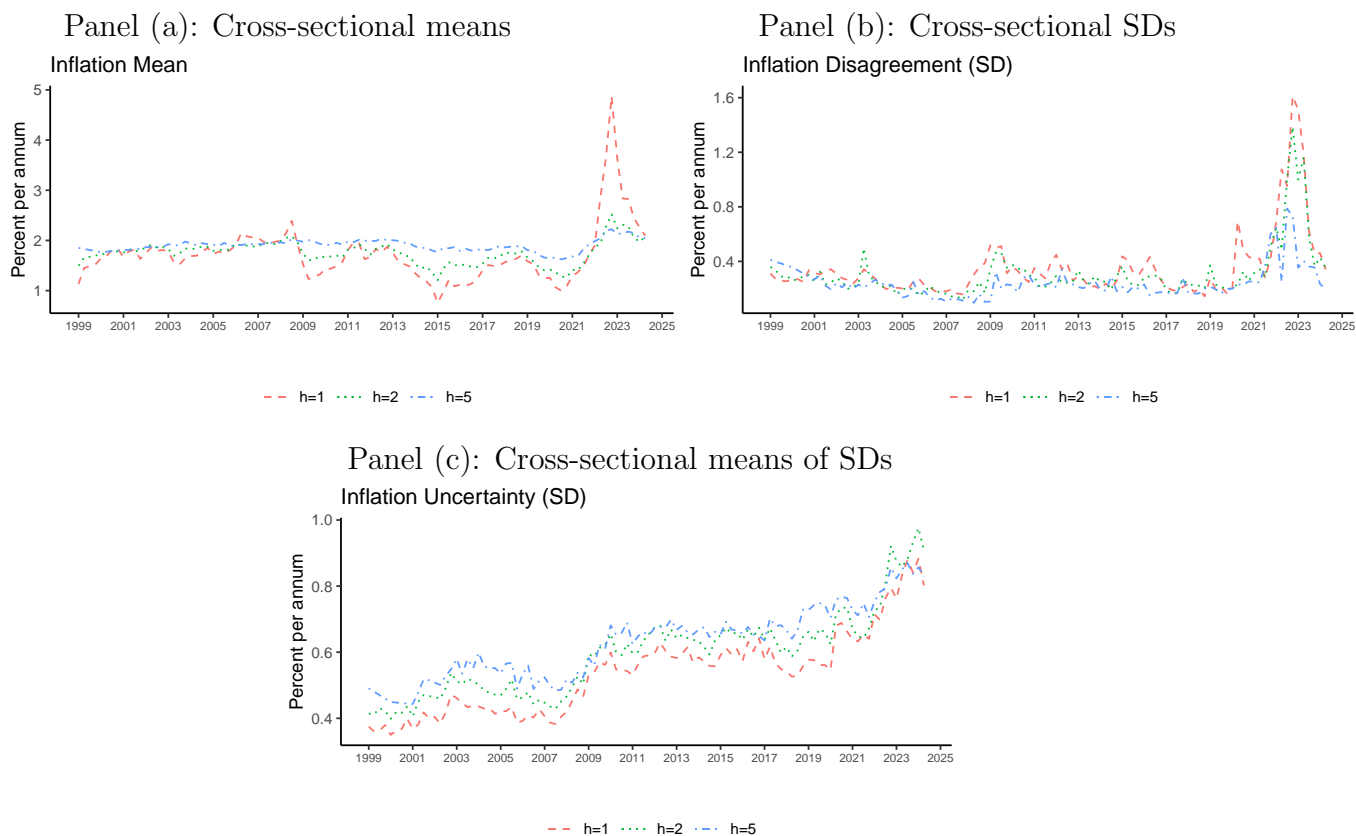 Panel (a): Cross-sectional means
Inflation Mean
Percent per annum
5
4
3
2
1
1999 2001 2003 2005 2007 2009 2011 2013 2015 2017 2019 2021 2023 2025
h=1 h=2 h=5
Panel (b): Cross-sectional SDs
Inflation Disagreement (SD)
Percent per annum
1.6
1.2
0.8
0.4
1999 2001 2003 2005 2007 2009 2011 2013 2015 2017 2019 2021 2023 2025
h=1 h=2 h=5
Panel (c): Cross-sectional means of SDs
Inflation Uncertainty (SD)
Percent per annum
1.0
0.8
0.6
0.4
1999 2001 2003 2005 2007 2009 2011 2013 2015 2017 2019 2021 2023 2025
h=1 h=2 h=5